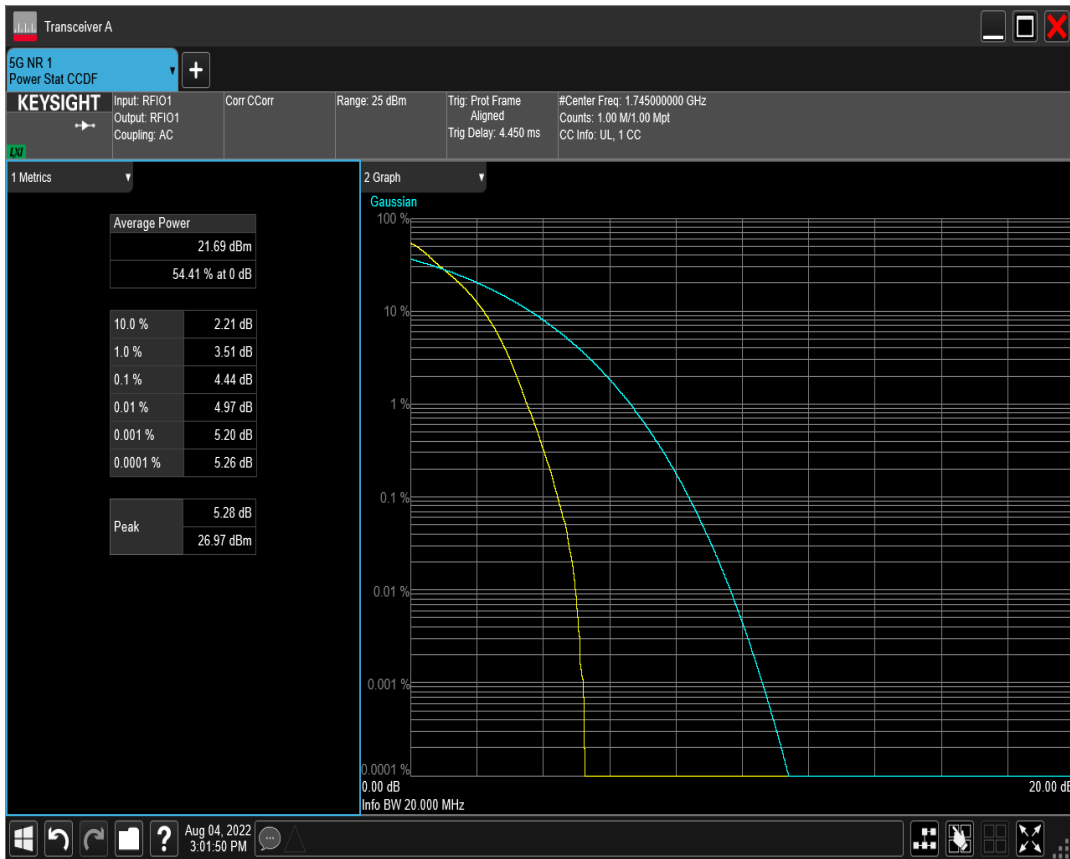 Transceiver A
5G NR 1
Power Stat CCDF
+
KEYSIGHT
LXI
Input: RFIO1
Output: RFIO1
Coupling: AC
Corr CCorr
Range: 25 dBm
Trig: Prot Frame
Aligned
Trig Delay: 4.450 ms
#Center Freq: 1.745000000 GHz
Counts: 1.00 M/1.00 Mpt
CC Info: UL, 1 CC
1 Metrics
Average Power
21.69 dBm
54.41 % at 0 dB
10.0 % 2.21 dB
1.0 % 3.51 dB
0.1 % 4.44 dB
0.01 % 4.97 dB
0.001 % 5.20 dB
0.0001 % 5.26 dB
Peak
5.28 dB
26.97 dBm
2 Graph
Gaussian
100 %
10 %
1 %
0.1 %
0.01 %
0.001 %
0.0001 %
0.00 dB 20.00 dB
Info BW 20.000 MHz
?
Aug 04, 2022
3:01:50 PM